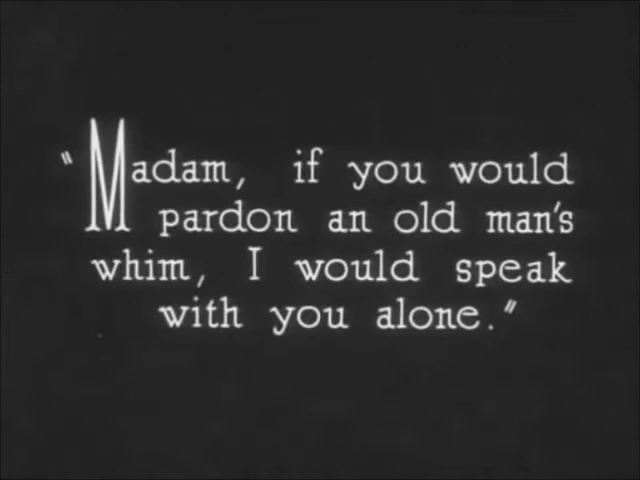 "Madam, if you would
pardon an old man's
whim, I would speak
with you alone."